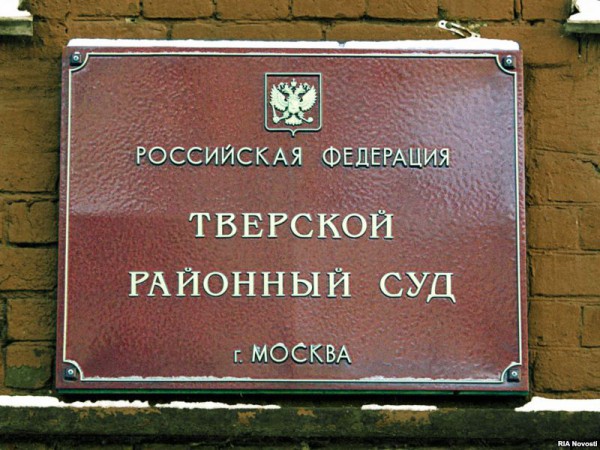 РОССИЙСКАЯ ФЕДЕРАЦИЯ
ТВЕРСКОЙ
РАЙОННЫЙ СУД
г. МОСКВА
RIA Novosti